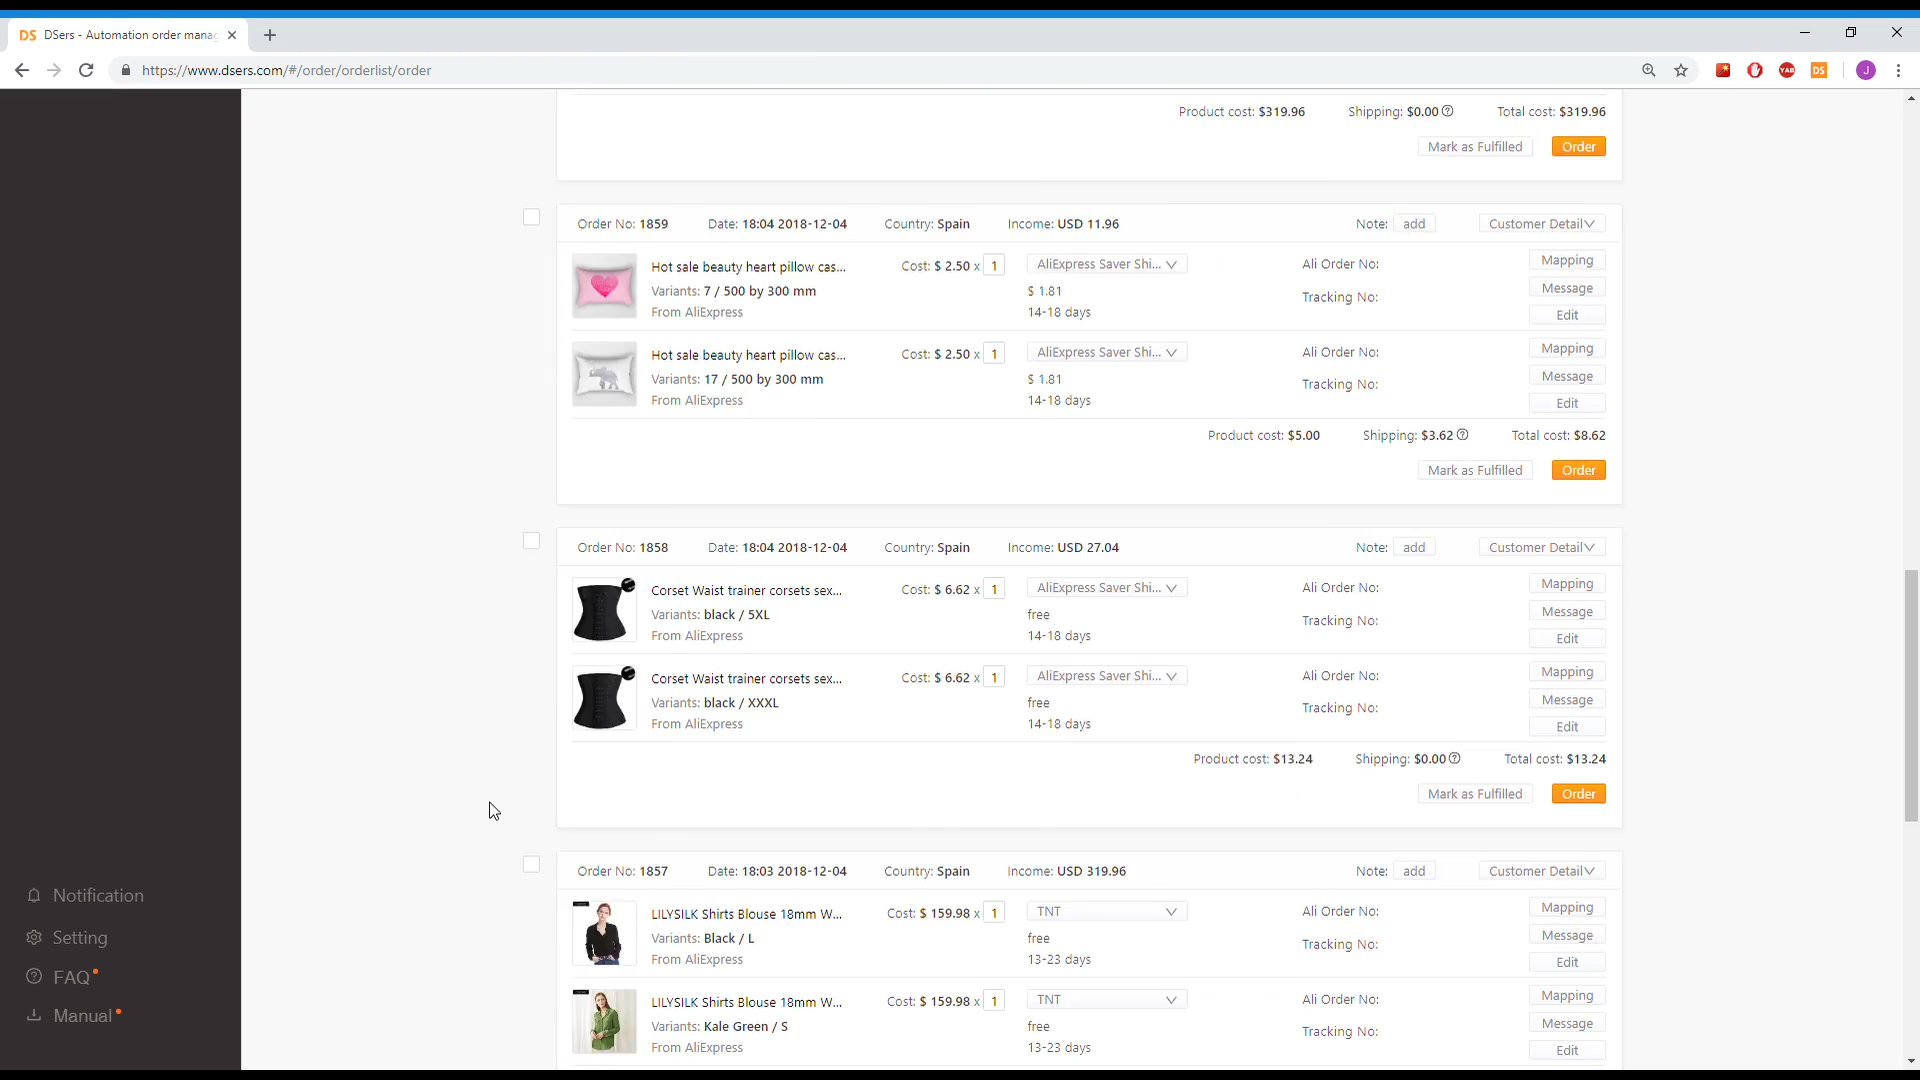 DS DSers - Automation order manag
https://www.dsers.com/#/order/orderlist/order
YAB DS J
Product cost: $319.96 Shipping: $0.00 Total cost: $319.96
Mark as Fulfilled Order
Order No: 1859 Date: 18:04 2018-12-04 Country: Spain Income: USD 11.96 Note: add Customer Detail
Hot sale beauty heart pillow cas... Cost: $ 2.50 x 1 AliExpress Saver Shi... Ali Order No: Mapping
Variants: 7 / 500 by 300 mm $ 1.81 Tracking No: Message
From AliExpress 14-18 days Edit
Hot sale beauty heart pillow cas... Cost: $ 2.50 x 1 AliExpress Saver Shi... Ali Order No: Mapping
Variants: 17 / 500 by 300 mm $ 1.81 Tracking No: Message
From AliExpress 14-18 days Edit
Product cost: $5.00 Shipping: $3.62 Total cost: $8.62
Mark as Fulfilled Order
Order No: 1858 Date: 18:04 2018-12-04 Country: Spain Income: USD 27.04 Note: add Customer Detail
Corset Waist trainer corsets sex... Cost: $ 6.62 x 1 AliExpress Saver Shi... Ali Order No: Mapping
Variants: black / 5XL free Tracking No: Message
From AliExpress 14-18 days Edit
Corset Waist trainer corsets sex... Cost: $ 6.62 x 1 AliExpress Saver Shi... Ali Order No: Mapping
Variants: black / XXXL free Tracking No: Message
From AliExpress 14-18 days Edit
Product cost: $13.24 Shipping: $0.00 Total cost: $13.24
Mark as Fulfilled Order
Order No: 1857 Date: 18:03 2018-12-04 Country: Spain Income: USD 319.96 Note: add Customer Detail
LILYSILK Shirts Blouse 18mm W... Cost: $ 159.98 x 1 TNT Ali Order No: Mapping
Variants: Black / L free Tracking No: Message
From AliExpress 13-23 days Edit
LILYSILK Shirts Blouse 18mm W... Cost: $ 159.98 x 1 TNT Ali Order No: Mapping
Variants: Kale Green / S free Tracking No: Message
From AliExpress 13-23 days Edit
Notification
Setting
FAQ
Manual